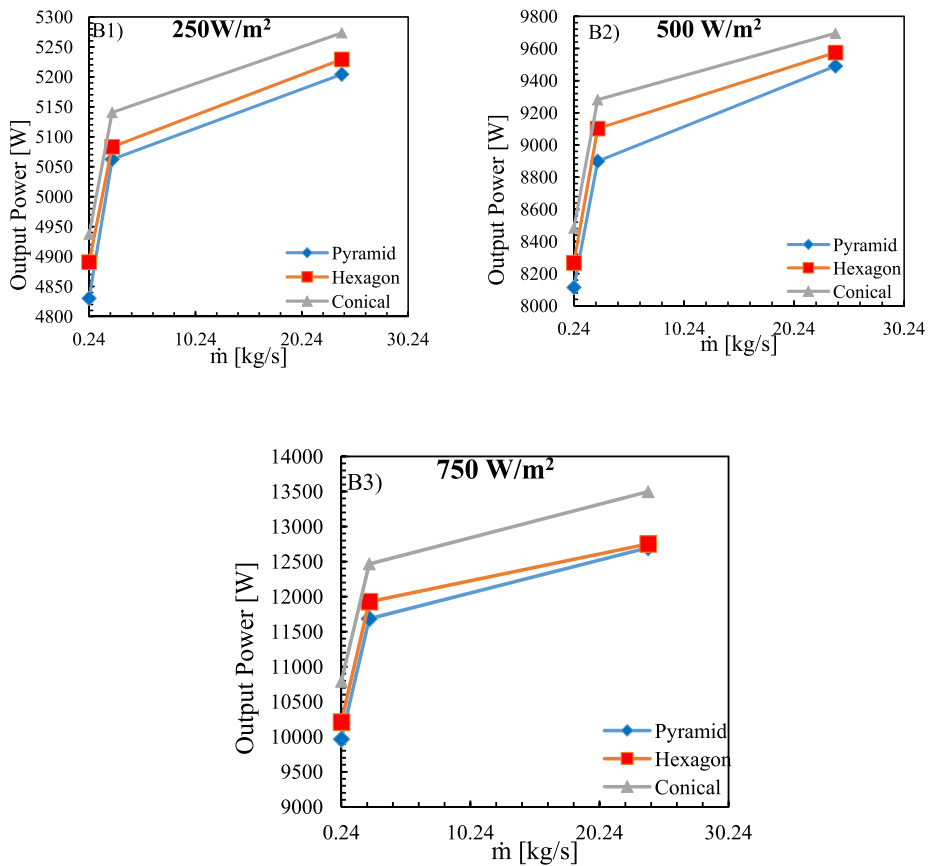 B1) 250W/m²
5300
5250
5200
5150
5100
5050
5000
4950
4900
4850
4800
Output Power [W]
Pyramid
Hexagon
Conical
0.24 10.24 20.24 30.24
ṁ [kg/s]
B2) 500 W/m²
9800
9600
9400
9200
9000
8800
8600
8400
8200
8000
Output Power [W]
Pyramid
Hexagon
Conical
0.24 10.24 20.24 30.24
ṁ [kg/s]
B3) 750 W/m²
14000
13500
13000
12500
12000
11500
11000
10500
10000
9500
9000
Output Power [W]
Pyramid
Hexagon
Conical
0.24 10.24 20.24 30.24
ṁ [kg/s]